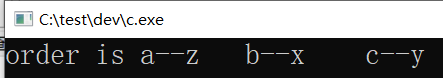 C:\test\dev\c.exe
order is a--z   b--x    c--y